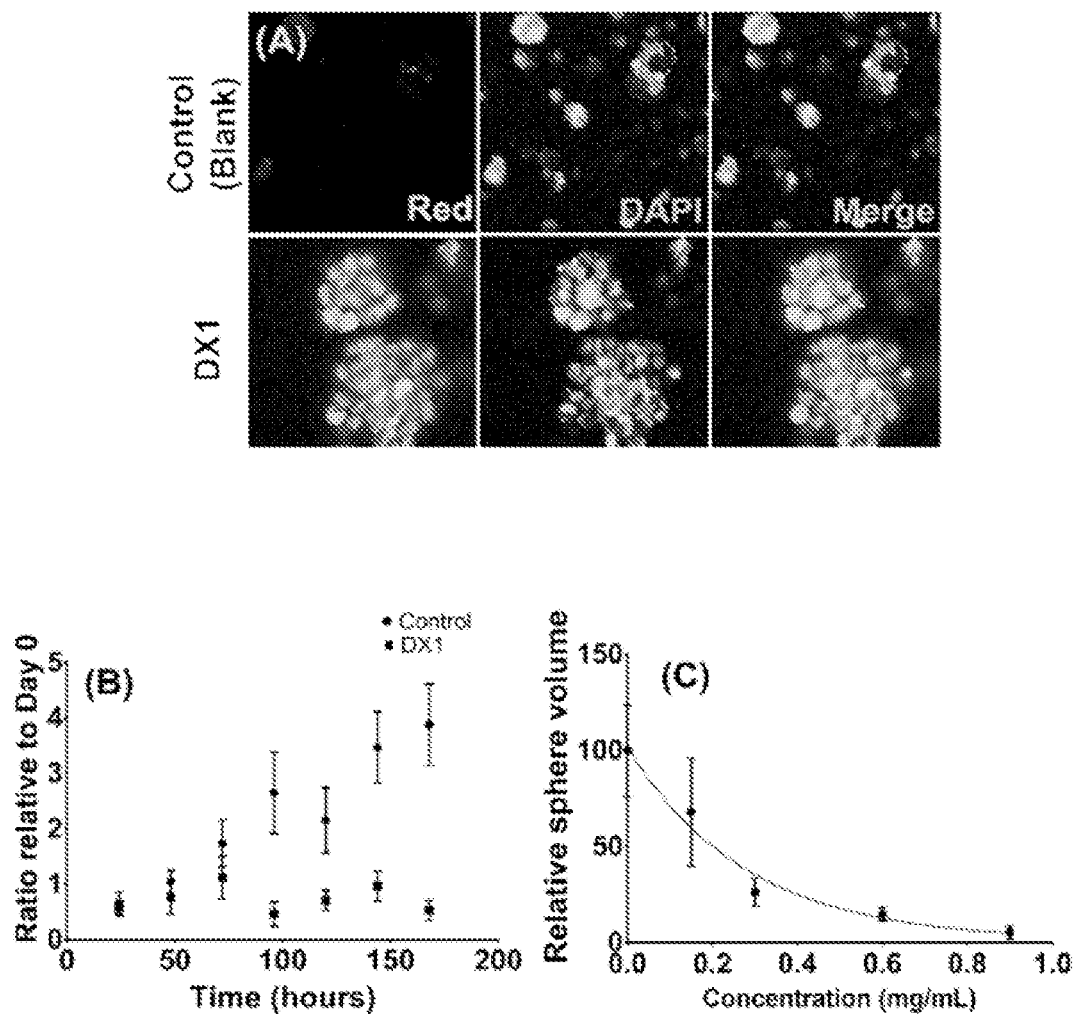 (A)
Control
(Blank)
Red
DAPI
Merge
DX1
Control
DX1
(B)
Ratio relative to Day 0
5
4
3
2
1
0
0
50
100
150
200
Time (hours)
(C)
Relative sphere volume
150
100
50
0
0.0
0.2
0.4
0.6
0.8
1.0
Concentration (mg/mL)